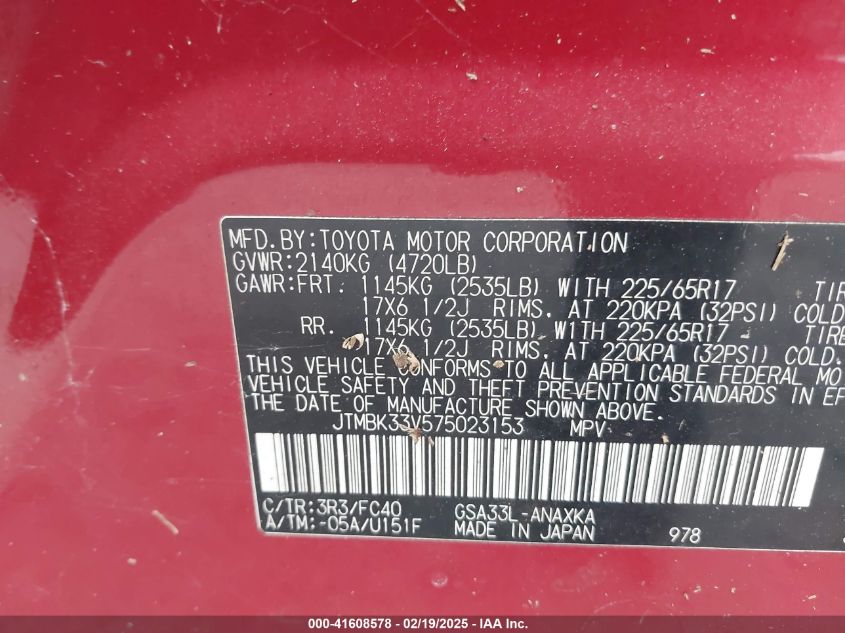 MFD.BY:TOYOTA MOTOR CORPORATION
GVWR:2140KG (4720LB)
GAWR:FRT. 1145KG (2535LB) WITH 225/65R17 TIR
17X6 1/2J RIMS, AT 220KPA (32PSI) COLD
RR. 1145KG (2535LB) WITH 225/65R17 TIRE
17X6 1/2J RIMS, AT 220KPA (32PSI) COLD.
THIS VEHICLE CONFORMS TO ALL APPLICABLE FEDERAL MO
VEHICLE SAFETY AND THEFT PREVENTION STANDARDS IN EF
THE DATE OF MANUFACTURE SHOWN ABOVE.
JTMBK33V575023153 MPV
C/TR:3R3/FC40 GSA33L-ANAXKA
A/TM:-05A/U151F MADE IN JAPAN 978
000-41608578 - 02/19/2025 - IAA Inc.